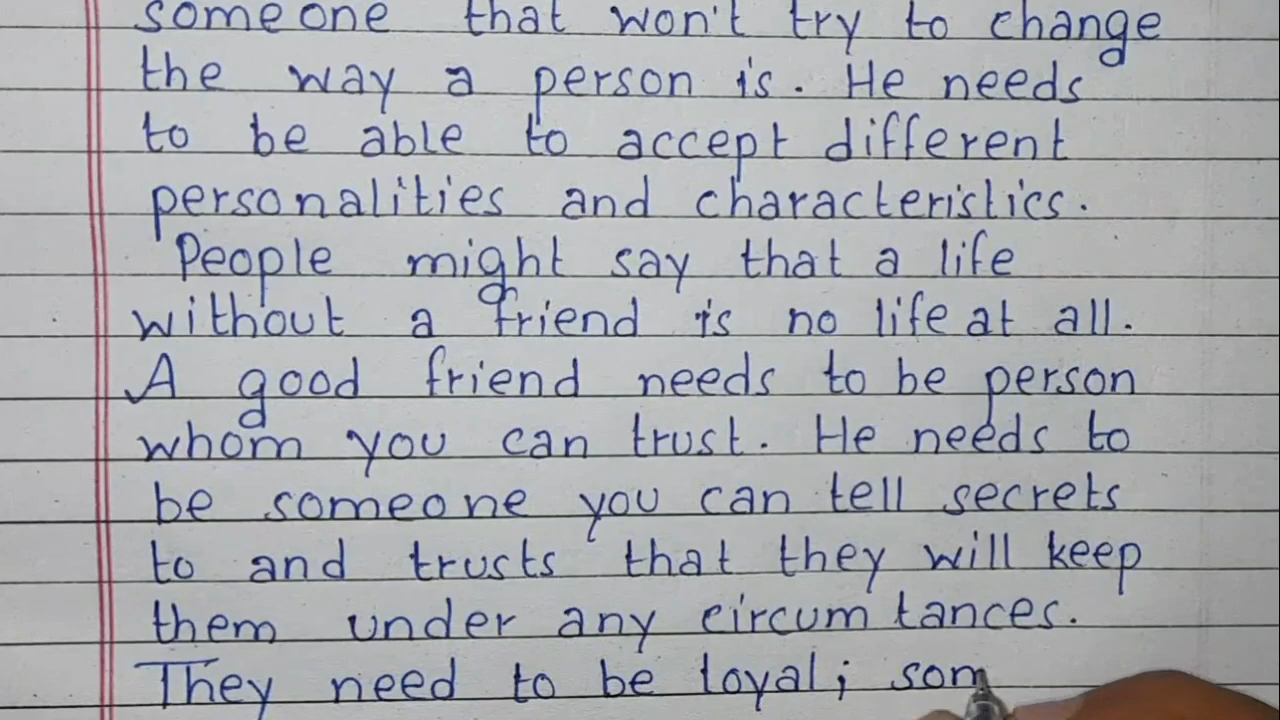 someone that won't try to change
the way a person is. He needs
to be able to accept different
personalities and characteristics.
People might say that a life
without a friend is no life at all.
A good friend needs to be person
whom you can trust. He needs to
be someone you can tell secrets
to and trusts that they will keep
them under any circum tances.
They need to be loyal; som